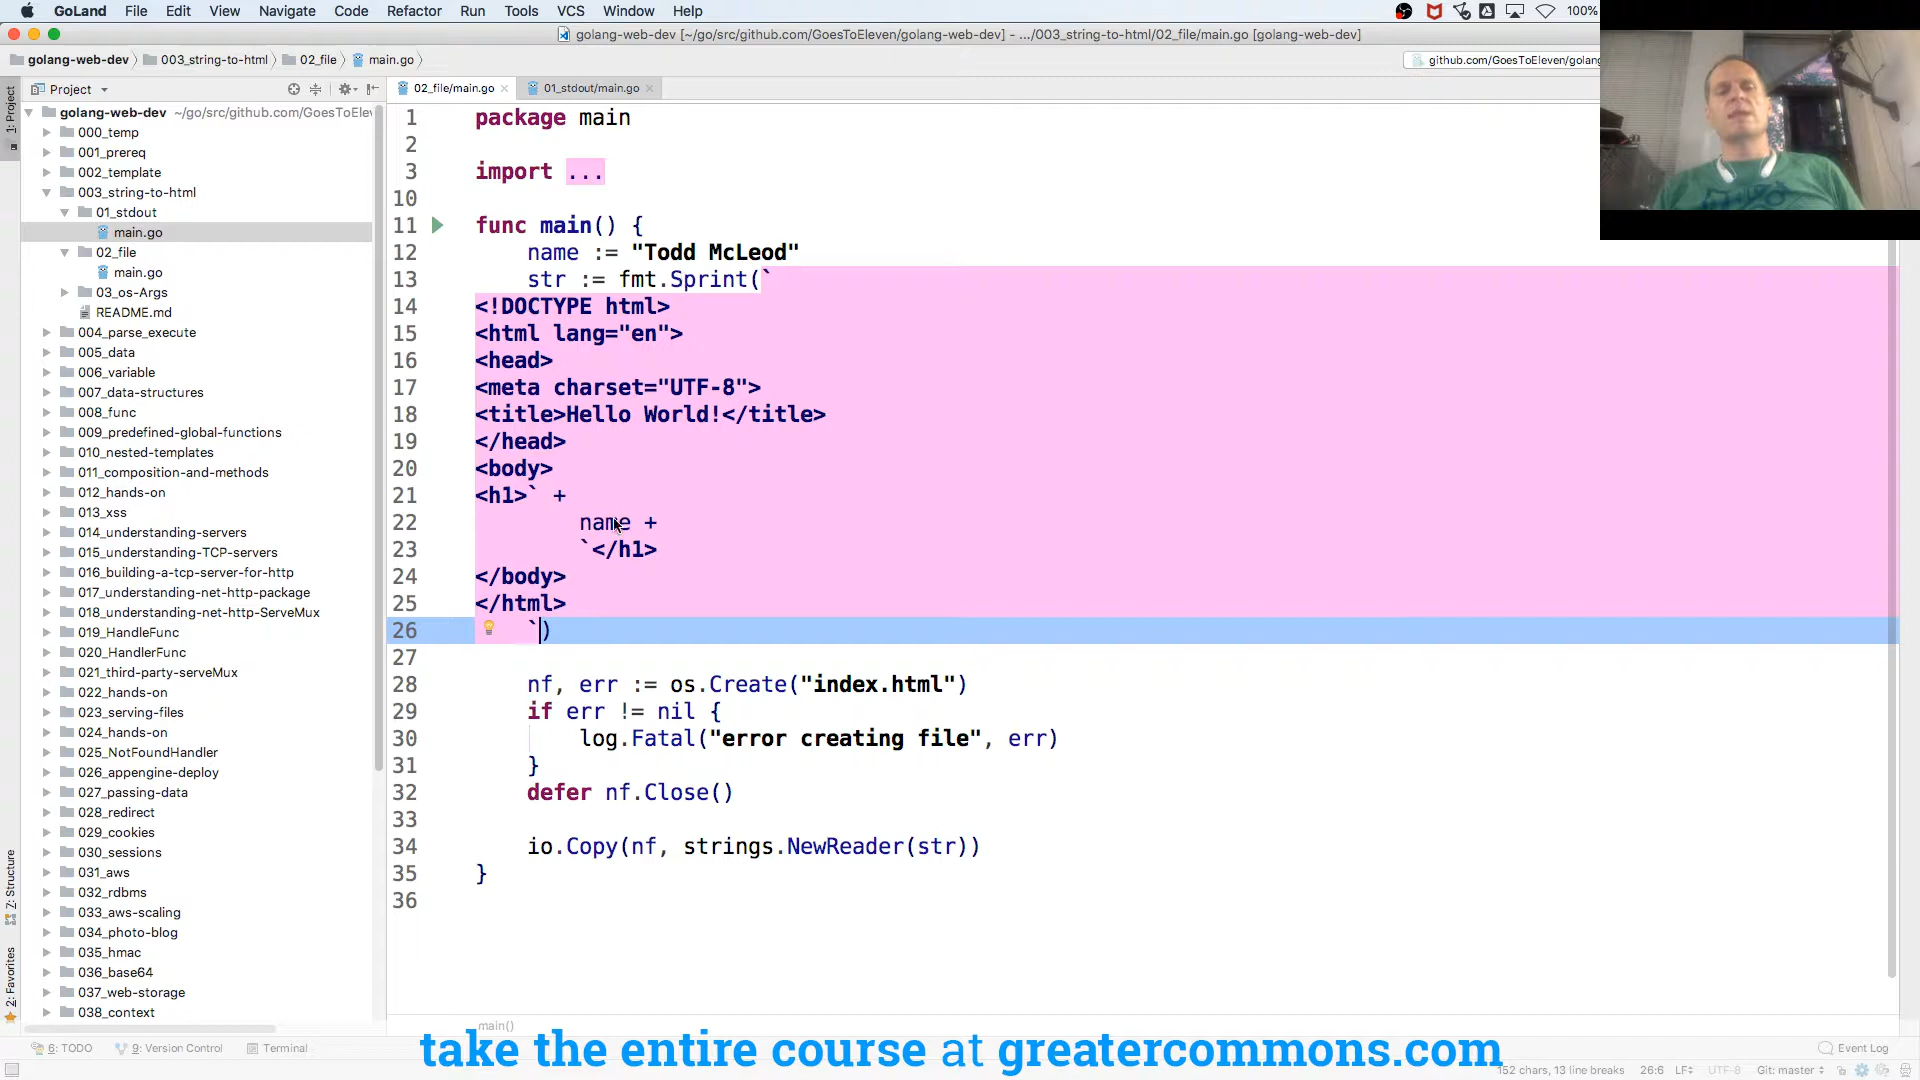 GoLand File Edit View Navigate Code Refactor Run Tools VCS Window Help 100%
golang-web-dev [~/go/src/github.com/GoesToEleven/golang-web-dev] - .../003_string-to-html/02_file/main.go [golang-web-dev]
golang-web-dev 003_string-to-html 02_file main.go github.com/GoesToEleven/golan
Project 02_file/main.go 01_stdout/main.go
1: Project
golang-web-dev ~/go/src/github.com/GoesToElev
000_temp
001_prereq
002_template
003_string-to-html
01_stdout
main.go
02_file
main.go
03_os-Args
README.md
004_parse_execute
005_data
006_variable
007_data-structures
008_func
009_predefined-global-functions
010_nested-templates
011_composition-and-methods
012_hands-on
013_xss
014_understanding-servers
015_understanding-TCP-servers
016_building-a-tcp-server-for-http
017_understanding-net-http-package
018_understanding-net-http-ServeMux
019_HandleFunc
020_HandlerFunc
021_third-party-serveMux
022_hands-on
023_serving-files
024_hands-on
025_NotFoundHandler
026_appengine-deploy
027_passing-data
028_redirect
029_cookies
030_sessions
031_aws
032_rdbms
033_aws-scaling
034_photo-blog
035_hmac
036_base64
037_web-storage
038_context
Z: Structure
2: Favorites
1 package main
2
3 import ...
10
11 func main() {
12 name := "Todd McLeod"
13 str := fmt.Sprint(`
14 <!DOCTYPE html>
15 <html lang="en">
16 <head>
17 <meta charset="UTF-8">
18 <title>Hello World!</title>
19 </head>
20 <body>
21 <h1>` +
22 name +
23 `</h1>
24 </body>
25 </html>
26 `)
27
28 nf, err := os.Create("index.html")
29 if err != nil {
30 log.Fatal("error creating file", err)
31 }
32 defer nf.Close()
33
34 io.Copy(nf, strings.NewReader(str))
35 }
36
main()
take the entire course at greatercommons.com
6: TODO 9: Version Control Terminal Event Log
152 chars, 13 line breaks 26:6 LF UTF-8 Git: master